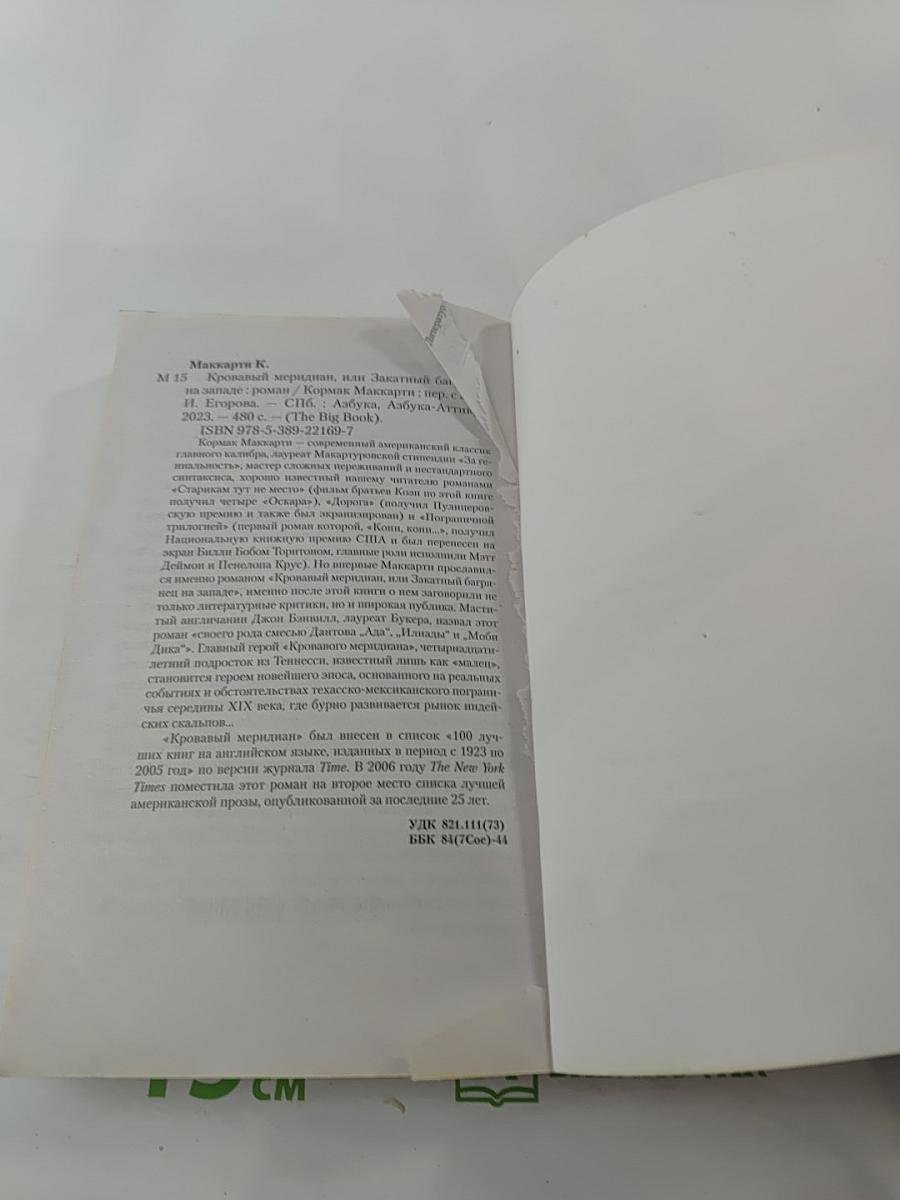 Маккарти К.
М 15 Кровавый меридиан, или Закатный баг
на западе : роман / Кормак Маккарти ; пер. с
И. Егорова. — СПб. : Азбука, Азбука-Аттик
2023. — 480 с. — (The Big Book).
ISBN 978-5-389-22169-7
Кормак Маккарти — современный американский классик
главного калибра, лауреат Макартуровской стипендии «За ге-
ниальность», мастер сложных переживаний и нестандартного
синтаксиса, хорошо известный нашему читателю романами
«Старикам тут не место» (фильм братьев Коэн по этой книге
получил четыре «Оскара»), «Дорога» (получил Пулицеров-
скую премию и также был экранизирован) и «Пограничной
трилогией» (первый роман которой, «Кони, кони...», получил
Национальную книжную премию США и был перенесен на
экран Билли Бобом Торнтоном, главные роли исполнили Мэтт
Деймон и Пенелопа Крус). Но впервые Маккарти прославил-
ся именно романом «Кровавый меридиан, или Закатный багря-
нец на западе», именно после этой книги о нем заговорили не
только литературные критики, но и широкая публика. Масти-
тый англичанин Джон Бэнвилл, лауреат Букера, назвал этот
роман «своего рода смесью Дантова „Ада“, „Илиады“ и „Моби
Дика“». Главный герой «Кровавого меридиана», четырнадцати-
летний подросток из Теннесси, известный лишь как «малец»,
становится героем новейшего эпоса, основанного на реальных
событиях и обстоятельствах техасско-мексиканского пограни-
чья середины XIX века, где бурно развивается рынок индей-
ских скальпов...
«Кровавый меридиан» был внесен в список «100 луч-
ших книг на английском языке, изданных в период с 1923 по
2005 год» по версии журнала Time. В 2006 году The New York
Times поместила этот роман на второе место списка лучшей
американской прозы, опубликованной за последние 25 лет.
УДК 821.111(73)
ББК 84(7Сое)-44
Литератур
см